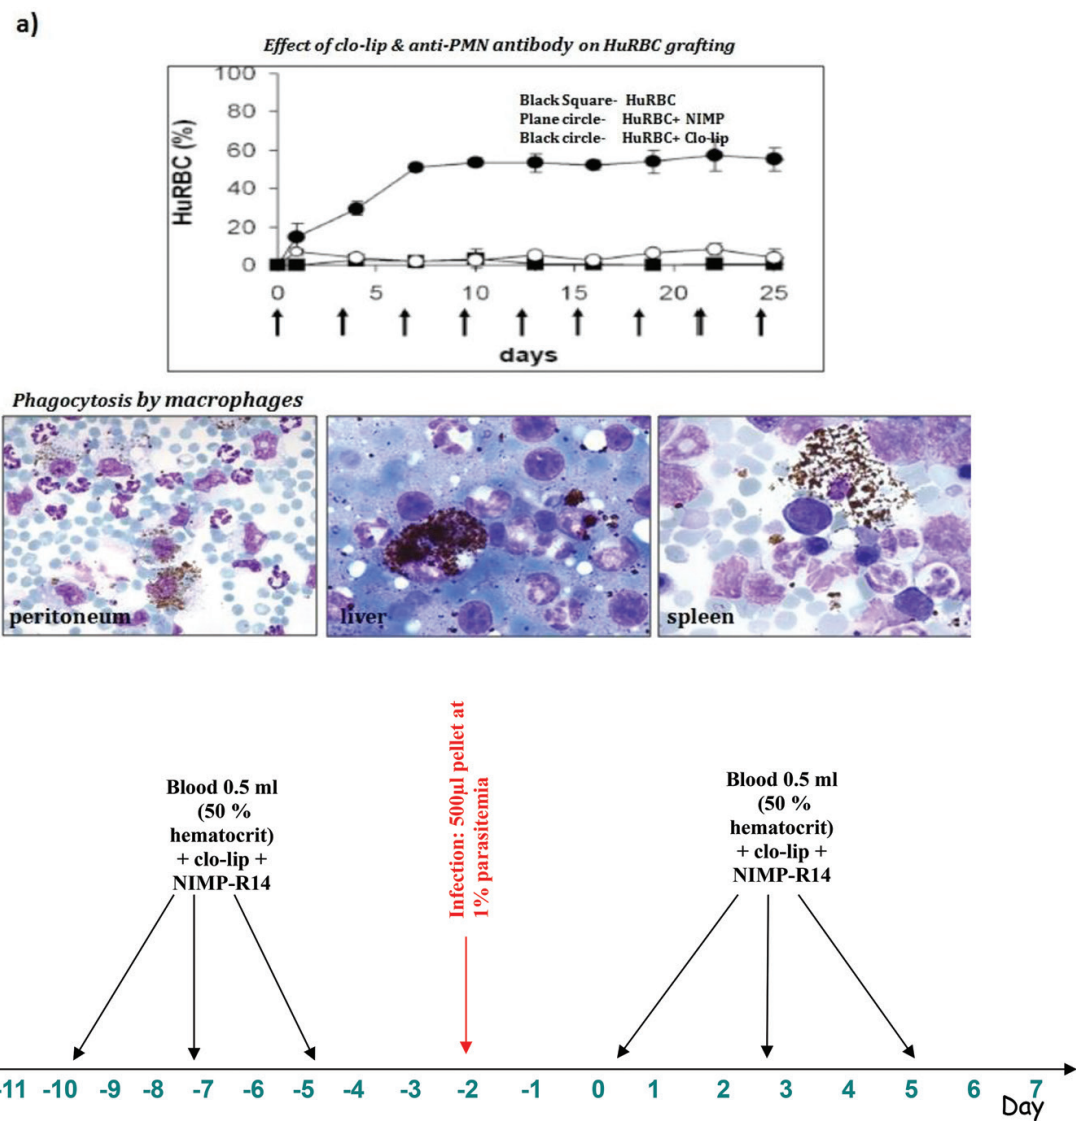 a)
Effect of clo-lip & anti-PMN antibody on HuRBC grafting
100
80
60
40
20
0
HuRBC (%)
Black Square- HuRBC
Plane circle- HuRBC+ NIMP
Black circle- HuRBC+ Clo-lip
0 5 10 15 20 25
days
Phagocytosis by macrophages
peritoneum
liver
spleen
Blood 0.5 ml
(50 %
hematocrit)
+ clo-lip +
NIMP-R14
Infection: 500µl pellet at
1% parasitemia
Blood 0.5 ml
(50 %
hematocrit)
+ clo-lip +
NIMP-R14
-11 -10 -9 -8 -7 -6 -5 -4 -3 -2 -1 0 1 2 3 4 5 6 7
Day